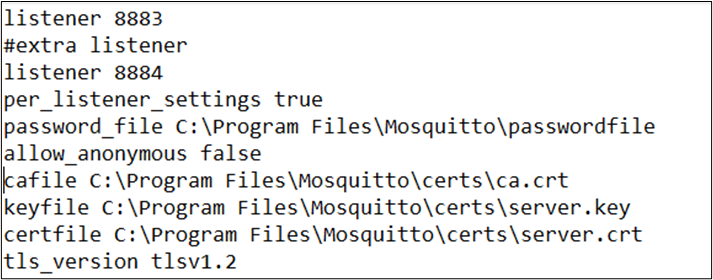 listener 8883
#extra listener
listener 8884
per_listener_settings true
password_file C:\Program Files\Mosquitto\passwordfile
allow_anonymous false
cafile C:\Program Files\Mosquitto\certs\ca.crt
keyfile C:\Program Files\Mosquitto\certs\server.key
certfile C:\Program Files\Mosquitto\certs\server.crt
tls_version tlsv1.2